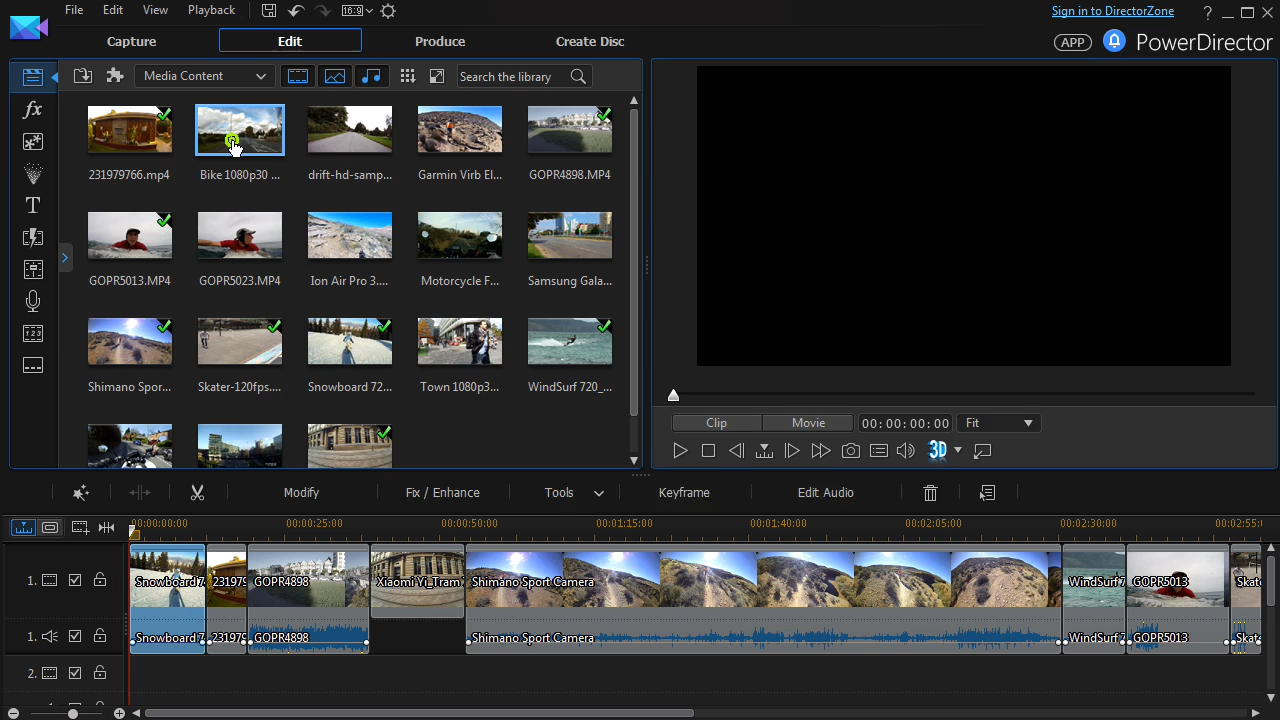 File Edit View Playback
16:9
Sign in to DirectorZone
?
Capture Edit Produce Create Disc
APP PowerDirector
Media Content
Search the library
fx
T
231979766.mp4
Bike 1080p30 ...
drift-hd-samp...
Garmin Virb El...
GOPR4898.MP4
GOPR5013.MP4
GOPR5023.MP4
Ion Air Pro 3....
Motorcycle F...
Samsung Gala...
Shimano Spor...
Skater-120fps....
Snowboard 72...
Town 1080p3...
WindSurf 720_...
Clip Movie 00:00:00:00 Fit
3D
Modify Fix / Enhance Tools Keyframe Edit Audio
00:00:00:00 00:00:25:00 00:00:50:00 00:01:15:00 00:01:40:00 00:02:05:00 00:02:30:00 00:02:55:
1. Snowboard 7 231979 GOPR4898 Xiaomi Yi_Tram Shimano Sport Camera WindSurf 7 GOPR5013 Skate
1. Snowboard 7 231979 GOPR4898 Shimano Sport Camera WindSurf 7 GOPR5013 Skate
2.